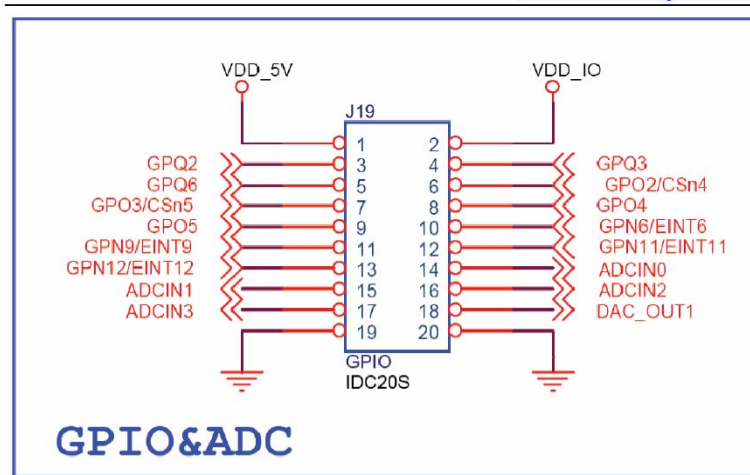 VDD_5V VDD_IO
J19
1 2
GPQ2 3 4 GPQ3
GPQ6 5 6 GPO2/CSn4
GPO3/CSn5 7 8 GPO4
GPO5 9 10 GPN6/EINT6
GPN9/EINT9 11 12 GPN11/EINT11
GPN12/EINT12 13 14 ADCIN0
ADCIN1 15 16 ADCIN2
ADCIN3 17 18 DAC_OUT1
19 20
GPIO
IDC20S
GPIO&ADC